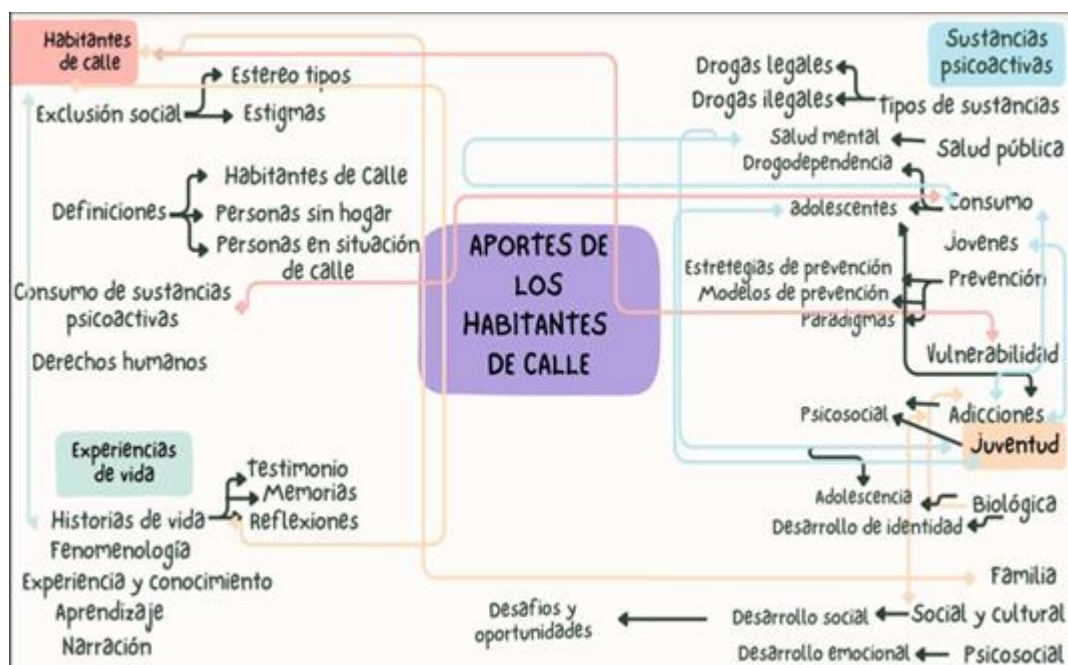 Habitantes
de calle
Exclusión social
Estereo tipos
Estigmas
Definiciones
Habitantes de Calle
Personas sin hogar
Personas en situación
de calle
Consumo de sustancias
psicoactivas
Derechos humanos
Experiencias
de vida
Historias de vida
Testimonio
Memorias
Reflexiones
Fenomenología
Experiencia y conocimiento
Aprendizaje
Narración
APORTES DE
LOS
HABITANTES
DE CALLE
Sustancias
psicoactivas
Drogas legales
Drogas ilegales
Tipos de sustancias
Salud mental
Salud pública
Drogodependencia
Consumo
adolescentes
Jovenes
Estretegias de prevención
Prevención
Modelos de prevención
Paradigmas
Vulnerabilidad
Psicosocial
Adicciones
Juventud
Adolescencia
Biológica
Desarrollo de identidad
Familia
Desafios y
oportunidades
Desarrollo social
Social y cultural
Desarrollo emocional
Psicosocial